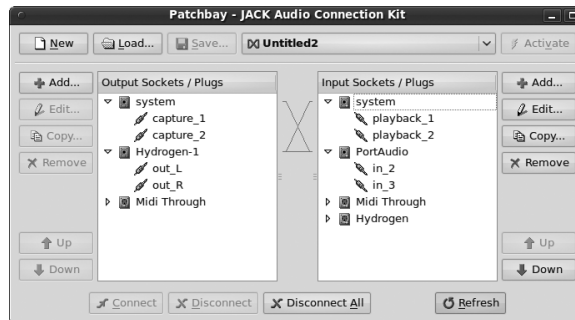 Patchbay - JACK Audio Connection Kit
New Load... Save... Untitled2 Activate
Add... Output Sockets / Plugs Input Sockets / Plugs Add...
Edit... system system Edit...
capture_1 playback_1
Copy... capture_2 playback_2 Copy...
Remove Hydrogen-1 PortAudio Remove
out_L in_2
out_R in_3
Midi Through Midi Through
Hydrogen
Up Up
Down Down
Connect Disconnect Disconnect All Refresh